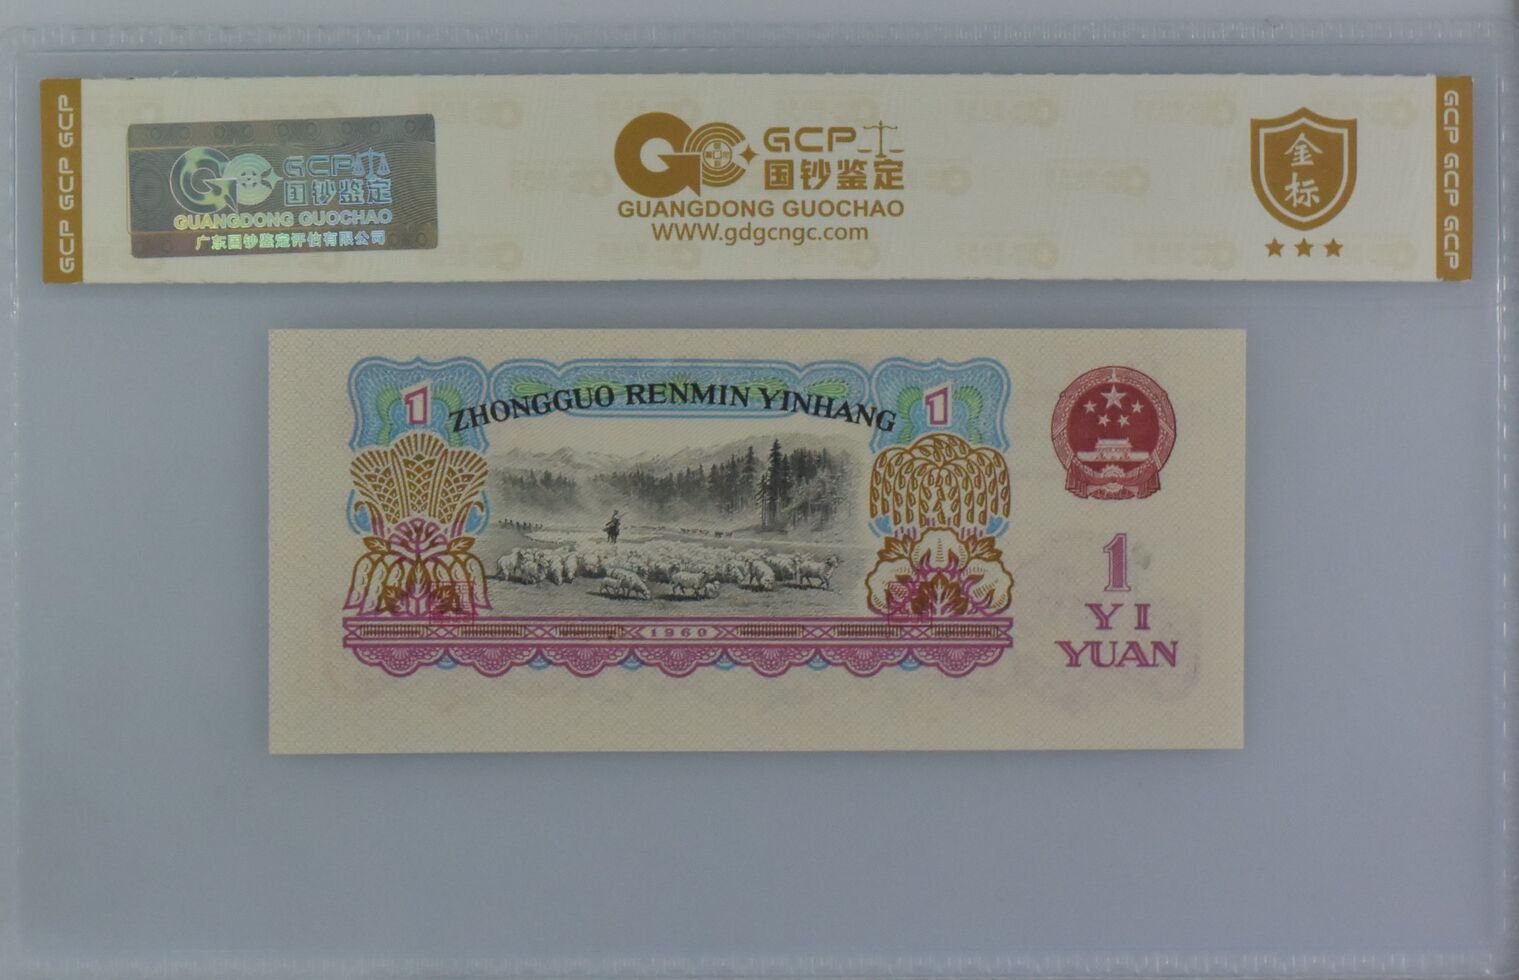 GCP GCP GCP
GCP
国钞鉴定
GUANGDONG GUOCHAO
广东国钞鉴定评估有限公司
GCP
国钞鉴定
GUANGDONG GUOCHAO
WWW.gdgcngc.com
金标
GCP GCP GCP
1
ZHONGGUO RENMIN YINHANG
1
1960
1
YI
YUAN